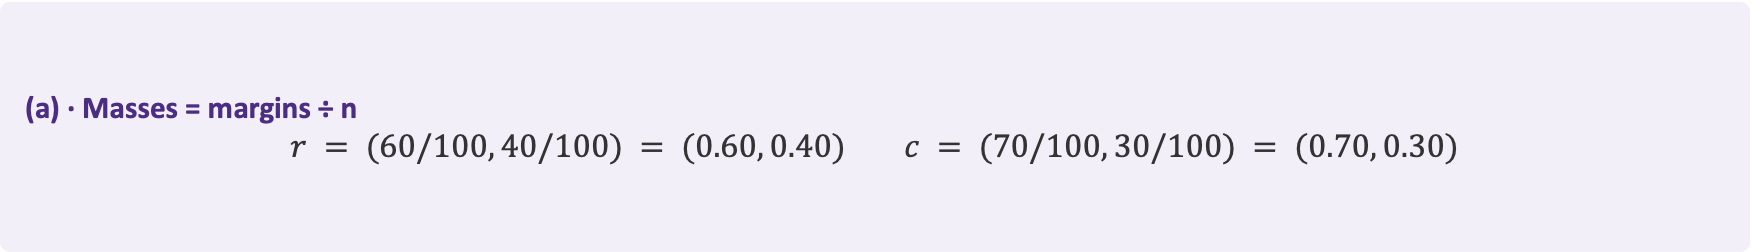 (a) · Masses = margins ÷ n
r = (60/100, 40/100) = (0.60, 0.40) c = (70/100, 30/100) = (0.70, 0.30)